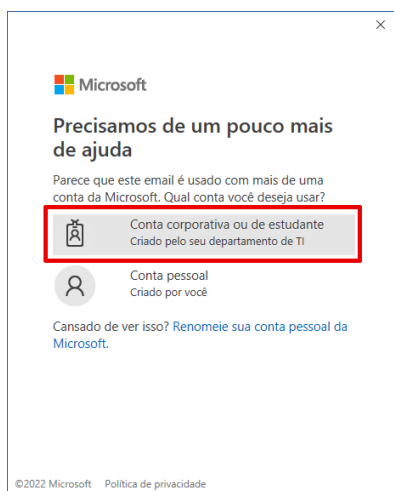 Microsoft
Precisamos de um pouco mais
de ajuda
Parece que este email é usado com mais de uma
conta da Microsoft. Qual conta você deseja usar?
Conta corporativa ou de estudante
Criado pelo seu departamento de TI
Conta pessoal
Criado por você
Cansado de ver isso? Renomeie sua conta pessoal da
Microsoft.
©2022 Microsoft Política de privacidade